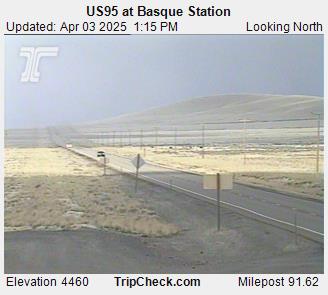 US95 at Basque Station
Updated: Apr 03 2025 1:15 PM Looking North
Elevation 4460 TripCheck.com Milepost 91.62